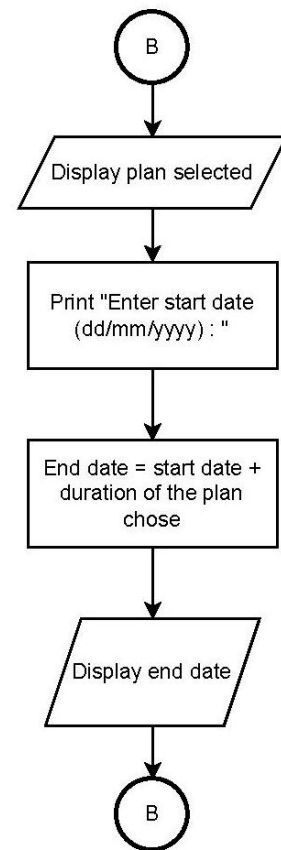 B
Display plan selected
Print "Enter start date
(dd/mm/yyyy) : "
End date = start date +
duration of the plan
chose
Display end date
B